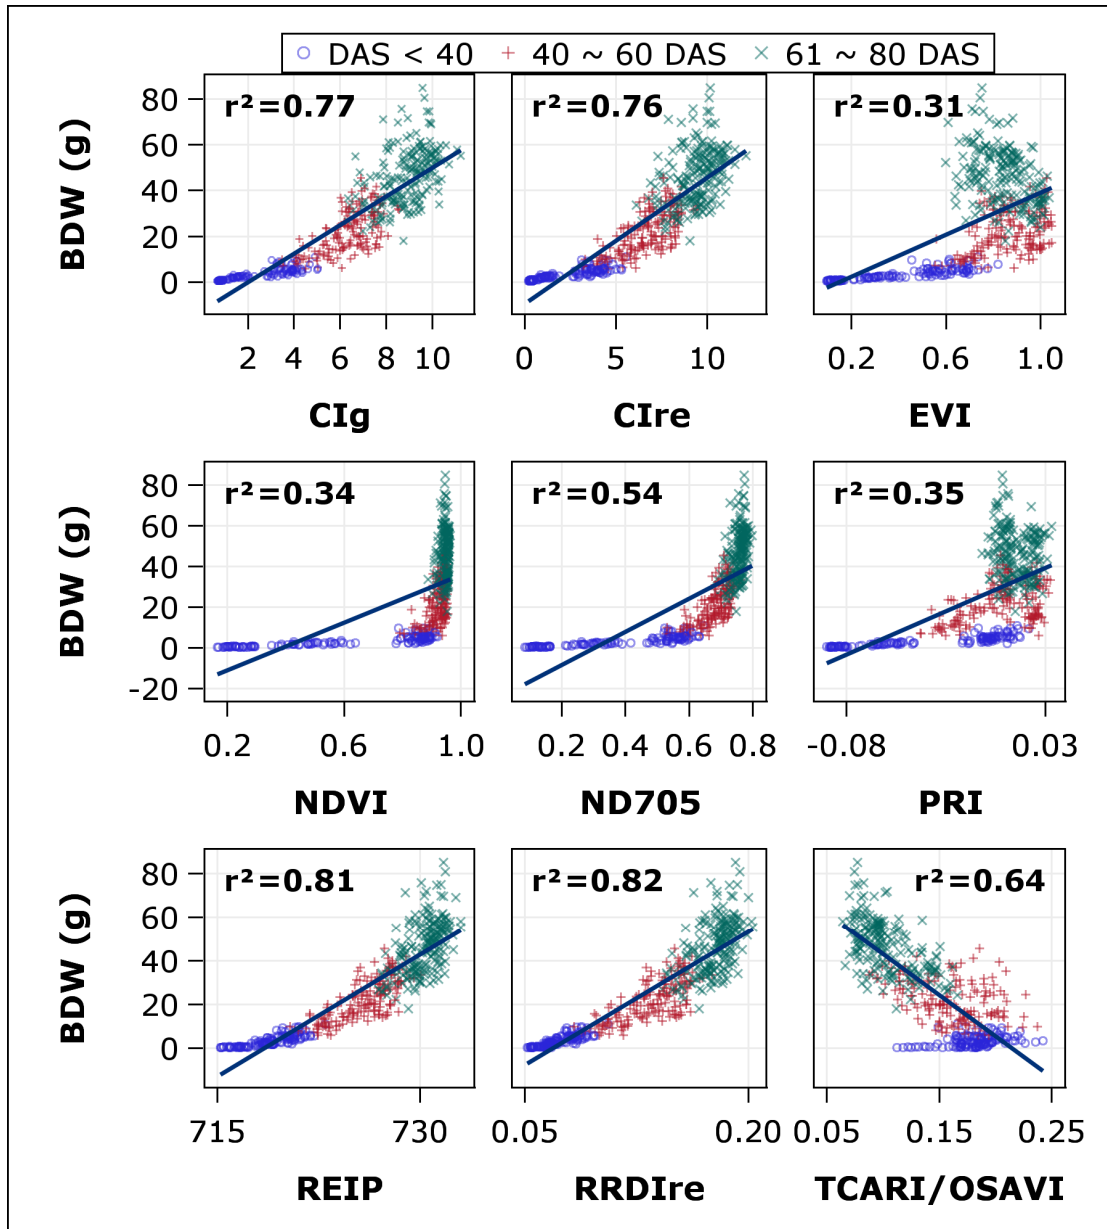 DAS < 40 40 ~ 60 DAS 61 ~ 80 DAS
r²=0.77 r²=0.76 r²=0.31
BDW (g)
80
60
40
20
0
2 4 6 8 10 0 5 10 0.2 0.6 1.0
CIg CIre EVI
r²=0.34 r²=0.54 r²=0.35
BDW (g)
80
60
40
20
0
-20
0.2 0.6 1.0 0.2 0.4 0.6 0.8 -0.08 0.03
NDVI ND705 PRI
r²=0.81 r²=0.82 r²=0.64
BDW (g)
80
60
40
20
0
715 730 0.05 0.20 0.05 0.15 0.25
REIP RRDIre TCARI/OSAVI